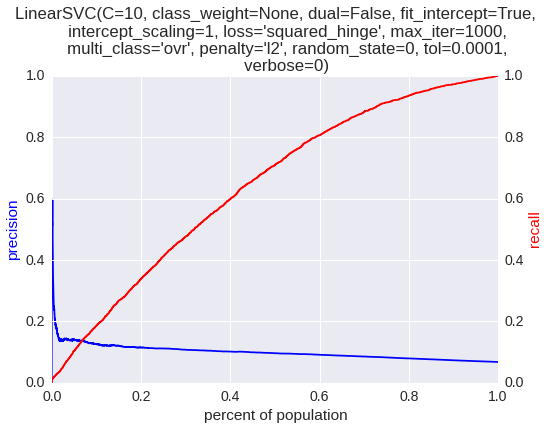 LinearSVC(C=10, class_weight=None, dual=False, fit_intercept=True,
intercept_scaling=1, loss='squared_hinge', max_iter=1000,
multi_class='ovr', penalty='l2', random_state=0, tol=0.0001,
verbose=0)
1.0
0.8
0.6
0.4
0.2
0.0
precision
1.0
0.8
0.6
0.4
0.2
0.0
recall
0.0 0.2 0.4 0.6 0.8 1.0
percent of population